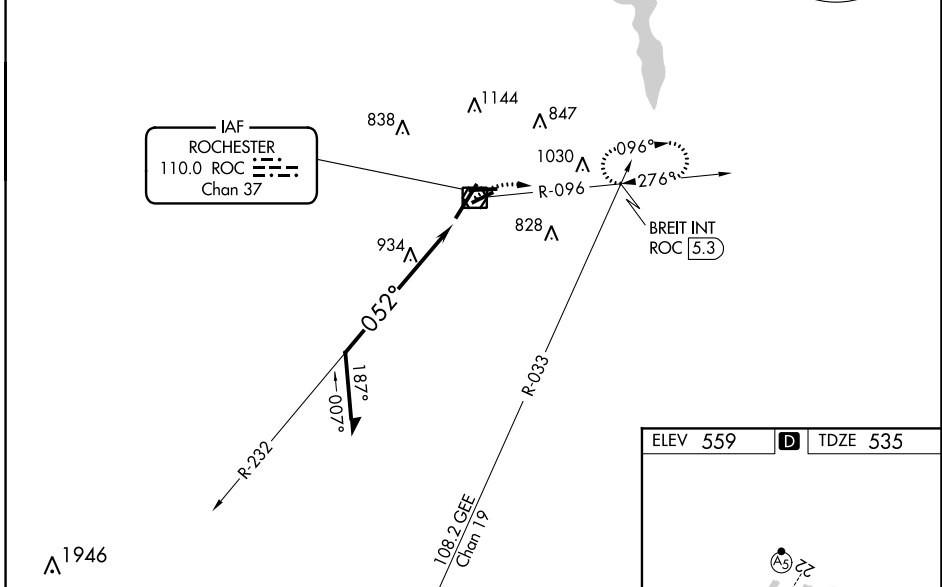 IAF
ROCHESTER
110.0 ROC
Chan 37
838
1144
847
1030
096°
276°
R-096
BREIT INT
ROC 5.3
828
934
052°
187°
007°
R-232
R-033
108.2 GEE
Chan 19
1946
ELEV 559
D
TDZE 535
A5
22